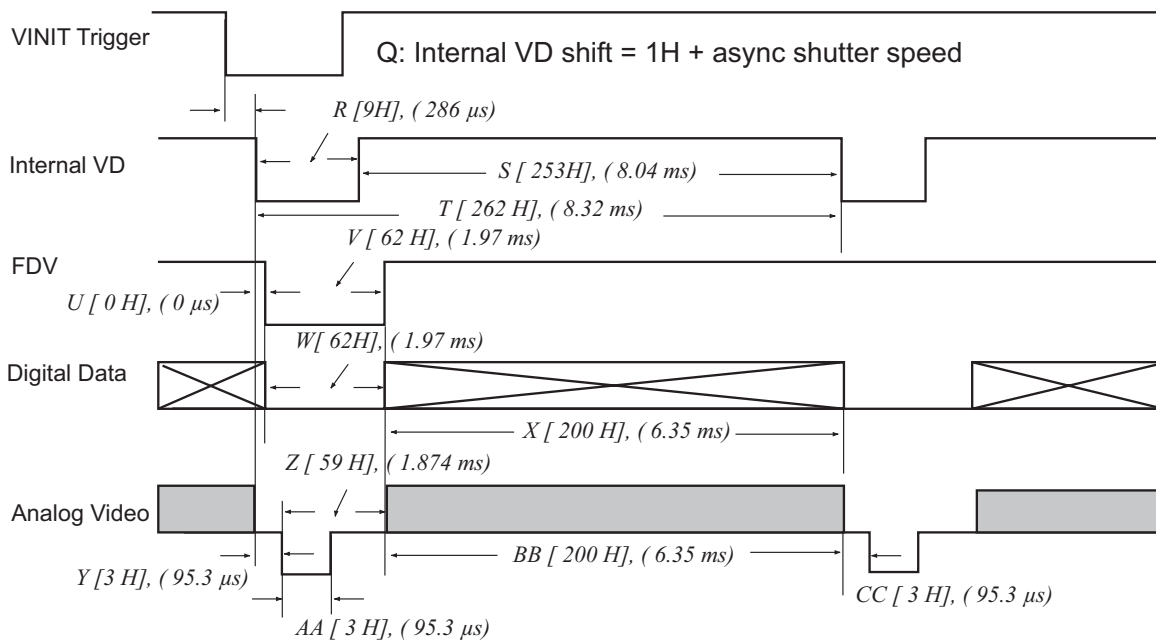 VINIT Trigger
Q: Internal VD shift = 1H + async shutter speed
R [9H], ( 286 µs)
Internal VD
S [ 253H], ( 8.04 ms)
T [ 262 H], ( 8.32 ms)
V [ 62 H], ( 1.97 ms)
FDV
U [ 0 H], ( 0 µs)
W[ 62H], ( 1.97 ms)
Digital Data
X [ 200 H], ( 6.35 ms)
Z [ 59 H], ( 1.874 ms)
Analog Video
BB [ 200 H], ( 6.35 ms)
Y [3 H], ( 95.3 µs)
CC [ 3 H], ( 95.3 µs)
AA [ 3 H], ( 95.3 µs)